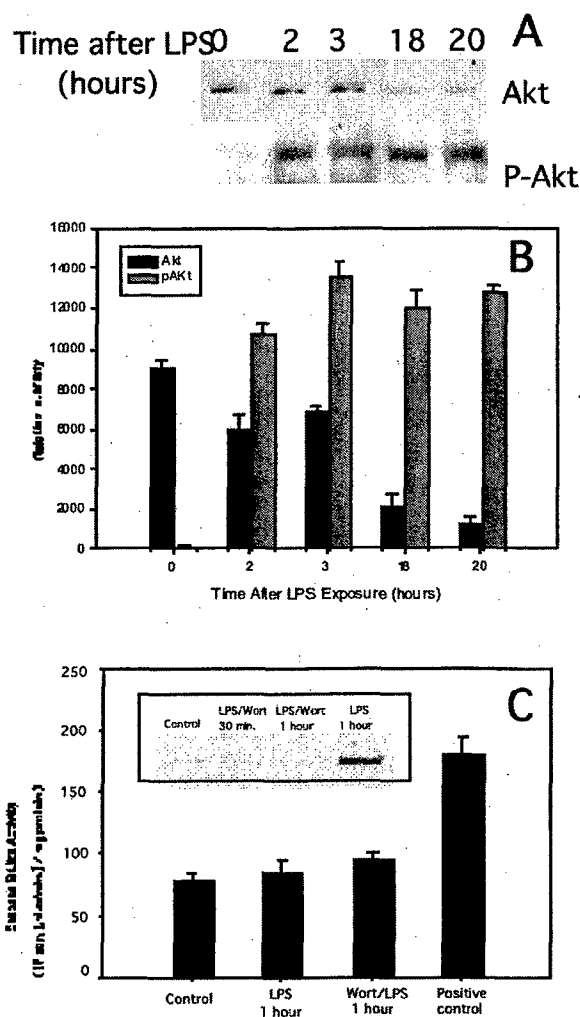 Time after LPS 0 2 3 18 20 A
(hours)
Akt
P-Akt
B
Akt
pAKt
16000
14000
12000
10000
8000
6000
4000
2000
0
0 2 3 18 20
Time After LPS Exposure (hours)
C
250
200
150
100
50
0
Control LPS/Wort LPS/Wort LPS
30 min. 1 hour 1 hour
Control LPS Wort/LPS Positive
1 hour 1 hour control